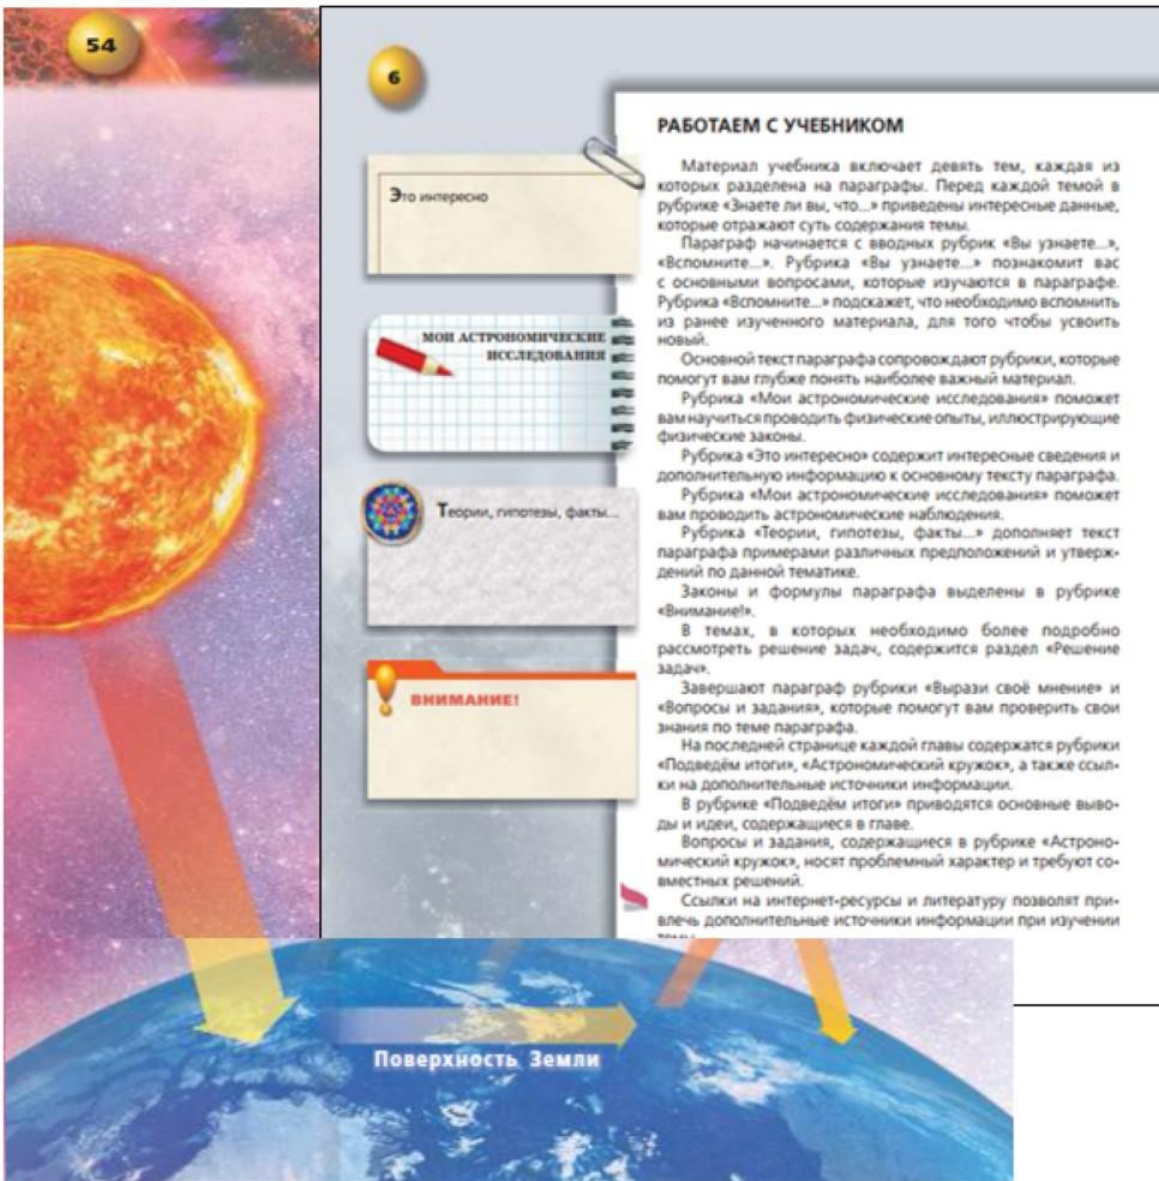 54
6
Это интересно
МОИ АСТРОНОМИЧЕСКИЕ
ИССЛЕДОВАНИЯ
Теории, гипотезы, факты...
ВНИМАНИЕ!
РАБОТАЕМ С УЧЕБНИКОМ
Материал учебника включает девять тем, каждая из
которых разделена на параграфы. Перед каждой темой в
рубрике «Знаете ли вы, что...» приведены интересные данные,
которые отражают суть содержания темы.
Параграф начинается с вводных рубрик «Вы узнаете...»,
«Вспомните...». Рубрика «Вы узнаете...» познакомит вас
с основными вопросами, которые изучаются в параграфе.
Рубрика «Вспомните...» подскажет, что необходимо вспомнить
из ранее изученного материала, для того чтобы усвоить
новый.
Основной текст параграфа сопровождают рубрики, которые
помогут вам глубже понять наиболее важный материал.
Рубрика «Мои астрономические исследования» поможет
вам научиться проводить физические опыты, иллюстрирующие
физические законы.
Рубрика «Это интересно» содержит интересные сведения и
дополнительную информацию к основному тексту параграфа.
Рубрика «Мои астрономические исследования» поможет
вам проводить астрономические наблюдения.
Рубрика «Теории, гипотезы, факты...» дополняет текст
параграфа примерами различных предположений и утверж-
дений по данной тематике.
Законы и формулы параграфа выделены в рубрике
«Внимание!».
В темах, в которых необходимо более подробно
рассмотреть решение задач, содержится раздел «Решение
задач».
Завершают параграф рубрики «Вырази своё мнение» и
«Вопросы и задания», которые помогут вам проверить свои
знания по теме параграфа.
На последней странице каждой главы содержатся рубрики
«Подведём итоги», «Астрономический кружок», а также ссыл-
ки на дополнительные источники информации.
В рубрике «Подведём итоги» приводятся основные выво-
ды и идеи, содержащиеся в главе.
Вопросы и задания, содержащиеся в рубрике «Астроно-
мический кружок», носят проблемный характер и требуют со-
вместных решений.
Ссылки на интернет-ресурсы и литературу позволят при-
влечь дополнительные источники информации при изучении
Поверхность Земли